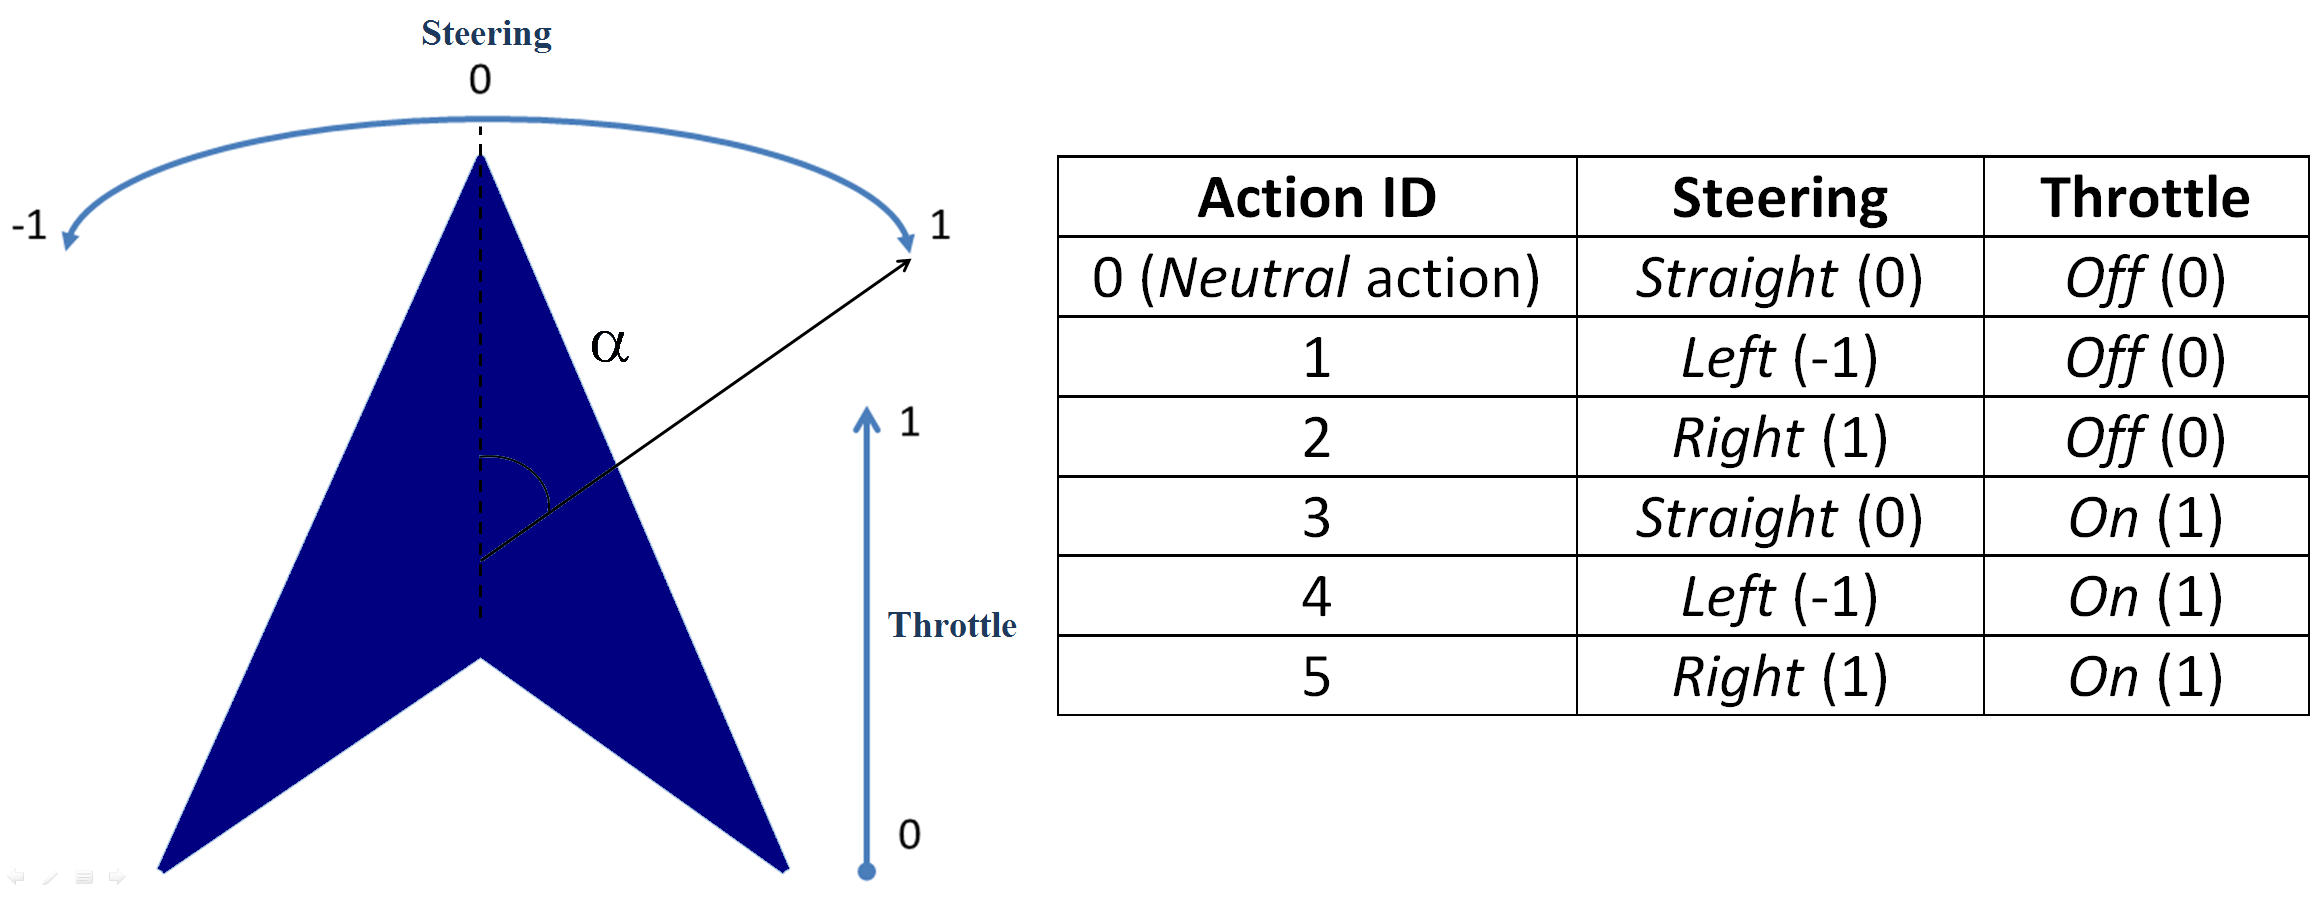 Steering
0
-1
1
α
1
Throttle
0
Action ID Steering Throttle
0 (Neutral action) Straight (0) Off (0)
1 Left (-1) Off (0)
2 Right (1) Off (0)
3 Straight (0) On (1)
4 Left (-1) On (1)
5 Right (1) On (1)